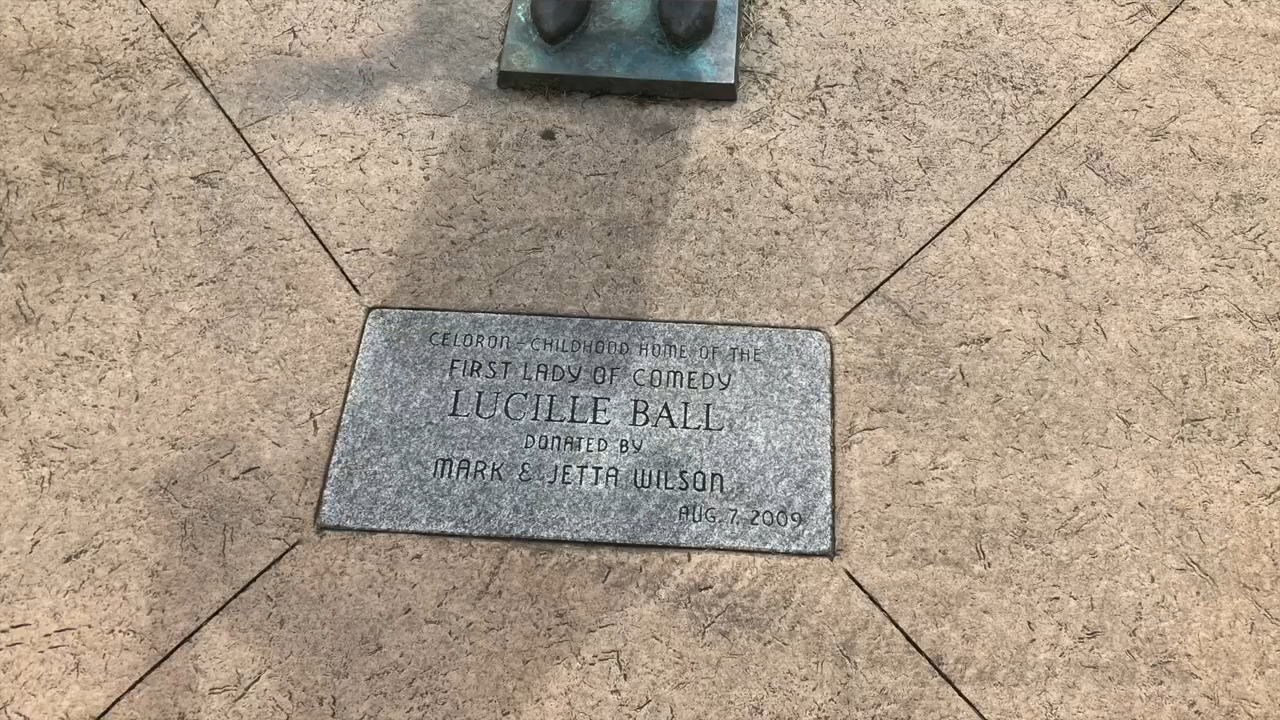 CELORON - CHILDHOOD HOME OF THE
FIRST LADY OF COMEDY
LUCILLE BALL
DONATED BY
MARK & JETTA WILSON
AUG. 7, 2009